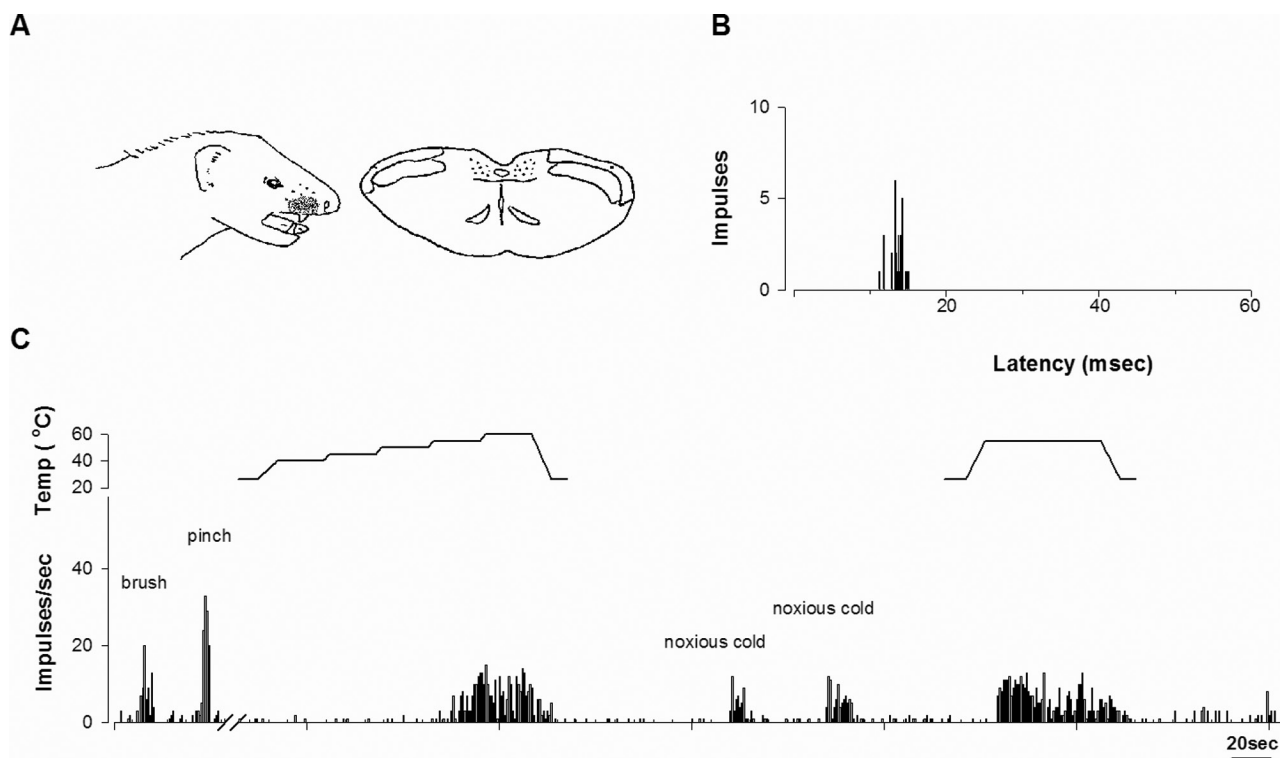 A
B
10
5
0
Impulses
20
40
60
Latency (msec)
C
Temp ( °C)
60
40
20
Impulses/sec
40
20
0
brush
pinch
noxious cold
noxious cold
20sec